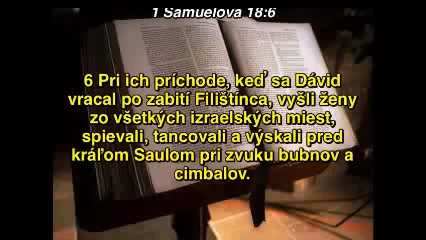 1 Samuelova 18:6
6 Pri ich príchode, keď sa Dávid
vracal po zabití Filištínca, vyšli ženy
zo všetkých izraelských miest,
spievali, tancovali a výskali pred
kráľom Saulom pri zvuku bubnov a
cimbalov.